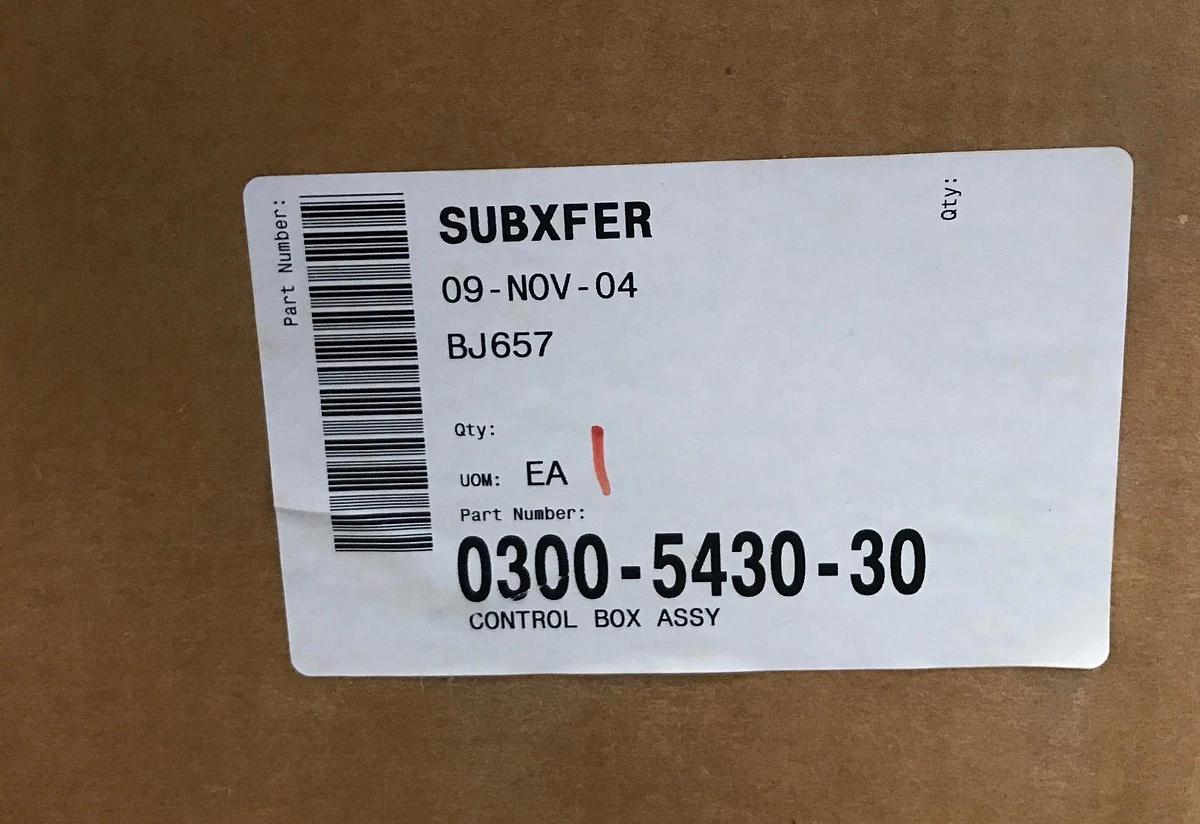 Part Number:
SUBXFER
Qty:
09-NOV-04
BJ657
Qty:
UOM: EA 1
Part Number:
0300-5430-30
CONTROL BOX ASSY